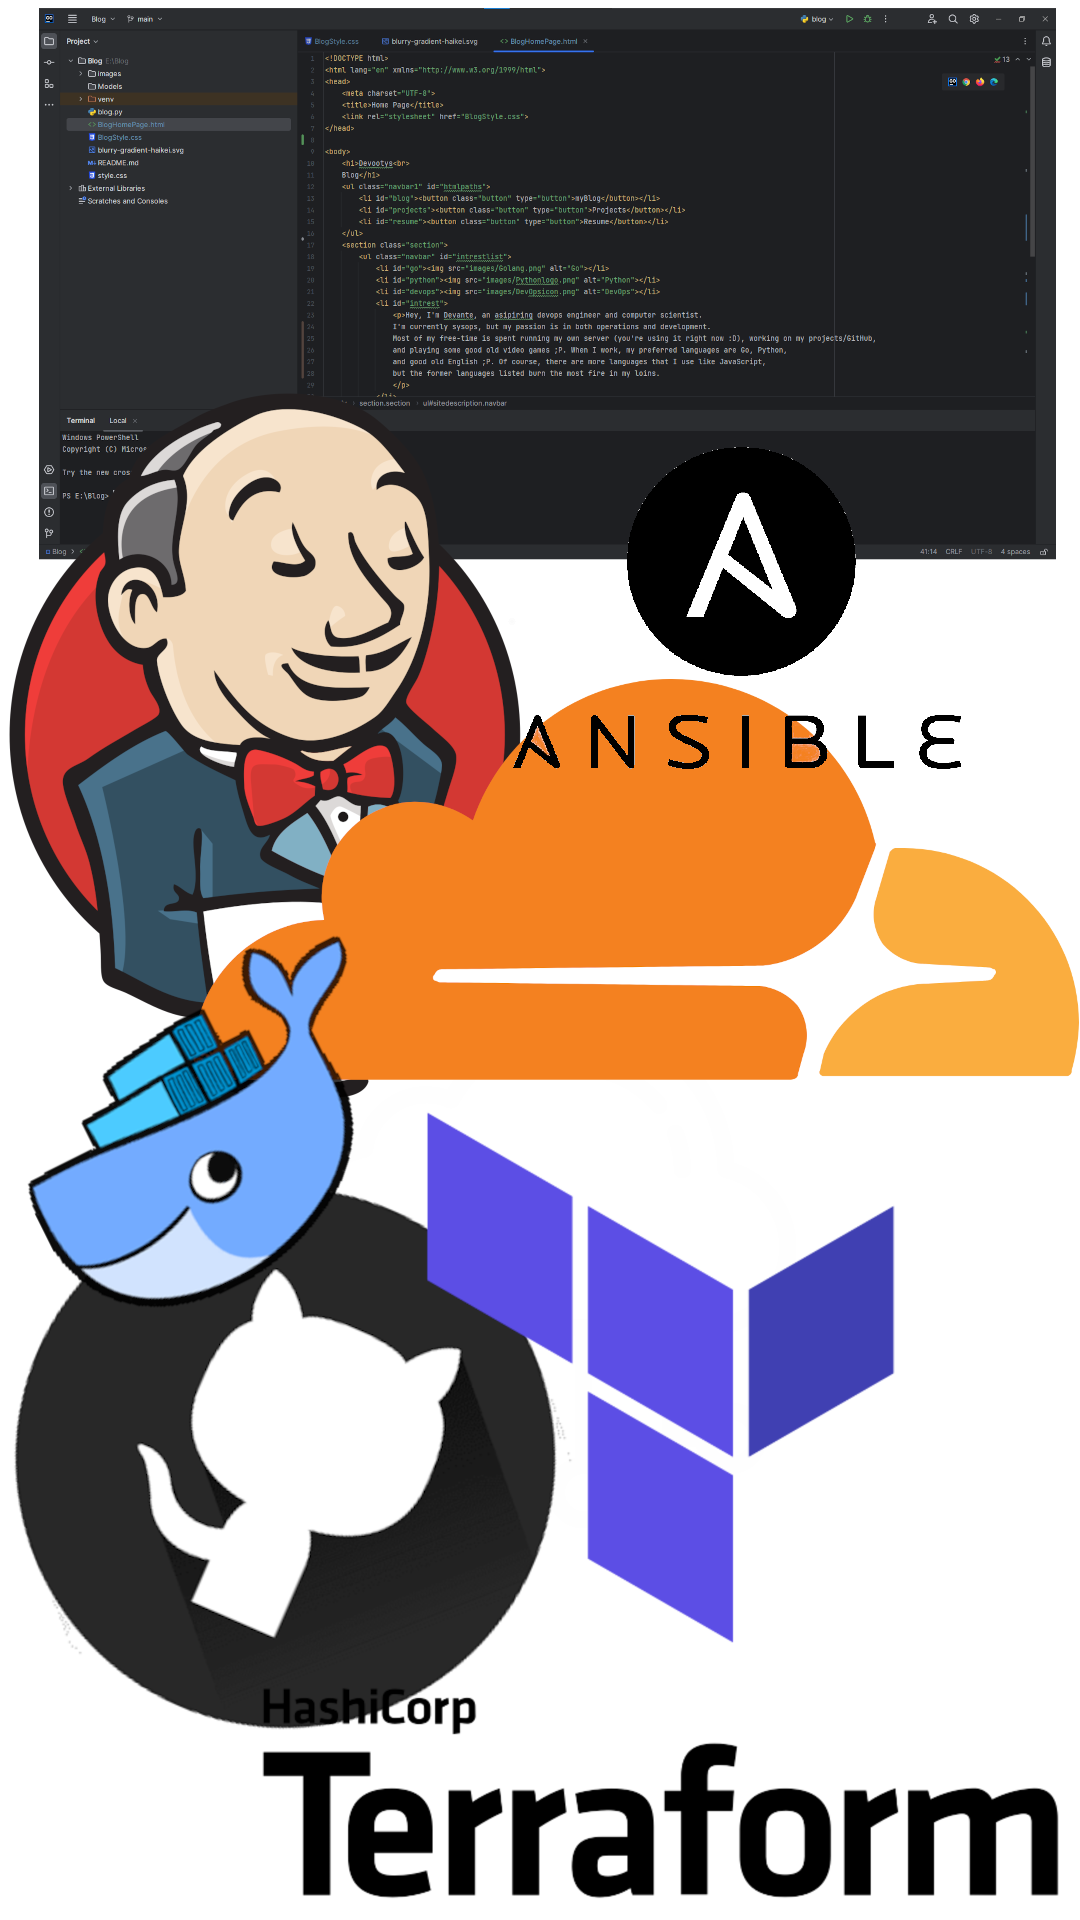 Blog main blog
Project
BlogStyle.css blurry-gradient-haikei.svg BlogHomePage.html
Blog E:\Blog
images
Models
venv
blog.py
BlogHomePage.html
BlogStyle.css
blurry-gradient-haikei.svg
README.md
style.css
External Libraries
Scratches and Consoles
13
1 <!DOCTYPE html>
2 <html lang="en" xmlns="http://www.w3.org/1999/html">
3 <head>
4 <meta charset="UTF-8">
5 <title>Home Page</title>
6 <link rel="stylesheet" href="BlogStyle.css">
7 </head>
8
9 <body>
10 <h1>Devootys<br>
11 Blog</h1>
12 <ul class="navbar1" id="htmlpaths">
13 <li id="blog"><button class="button" type="button">myBlog</button></li>
14 <li id="projects"><button class="button" type="button">Projects</button></li>
15 <li id="resume"><button class="button" type="button">Resume</button></li>
16 </ul>
17 <section class="section">
18 <ul class="navbar" id="intrestlist">
19 <li id="go"><img src="images/Golang.png" alt="Go"></li>
20 <li id="python"><img src="images/Pythonlogo.png" alt="Python"></li>
21 <li id="devops"><img src="images/DevOpsicon.png" alt="DevOps"></li>
22 <li id="intrest">
23 <p>Hey, I'm Devante, an asipiring devops engineer and computer scientist.
24 I'm currently sysops, but my passion is in both operations and development.
25 Most of my free-time is spent running my own server (you're using it right now :D), working on my projects/GitHub,
26 and playing some good old video games ;P. When I work, my preferred languages are Go, Python,
27 and good old English ;P. Of course, there are more languages that I use like JavaScript,
28 but the former languages listed burn the most fire in my loins.
29 </p>
</li>
section.section ul#sitedescription.navbar
Terminal Local
Windows PowerShell
Copyright (C) Micros
Try the new cros
PS E:\Blog>
Blog 41:14 CRLF UTF-8 4 spaces
ANSIBLE
HashiCorp
Terraform